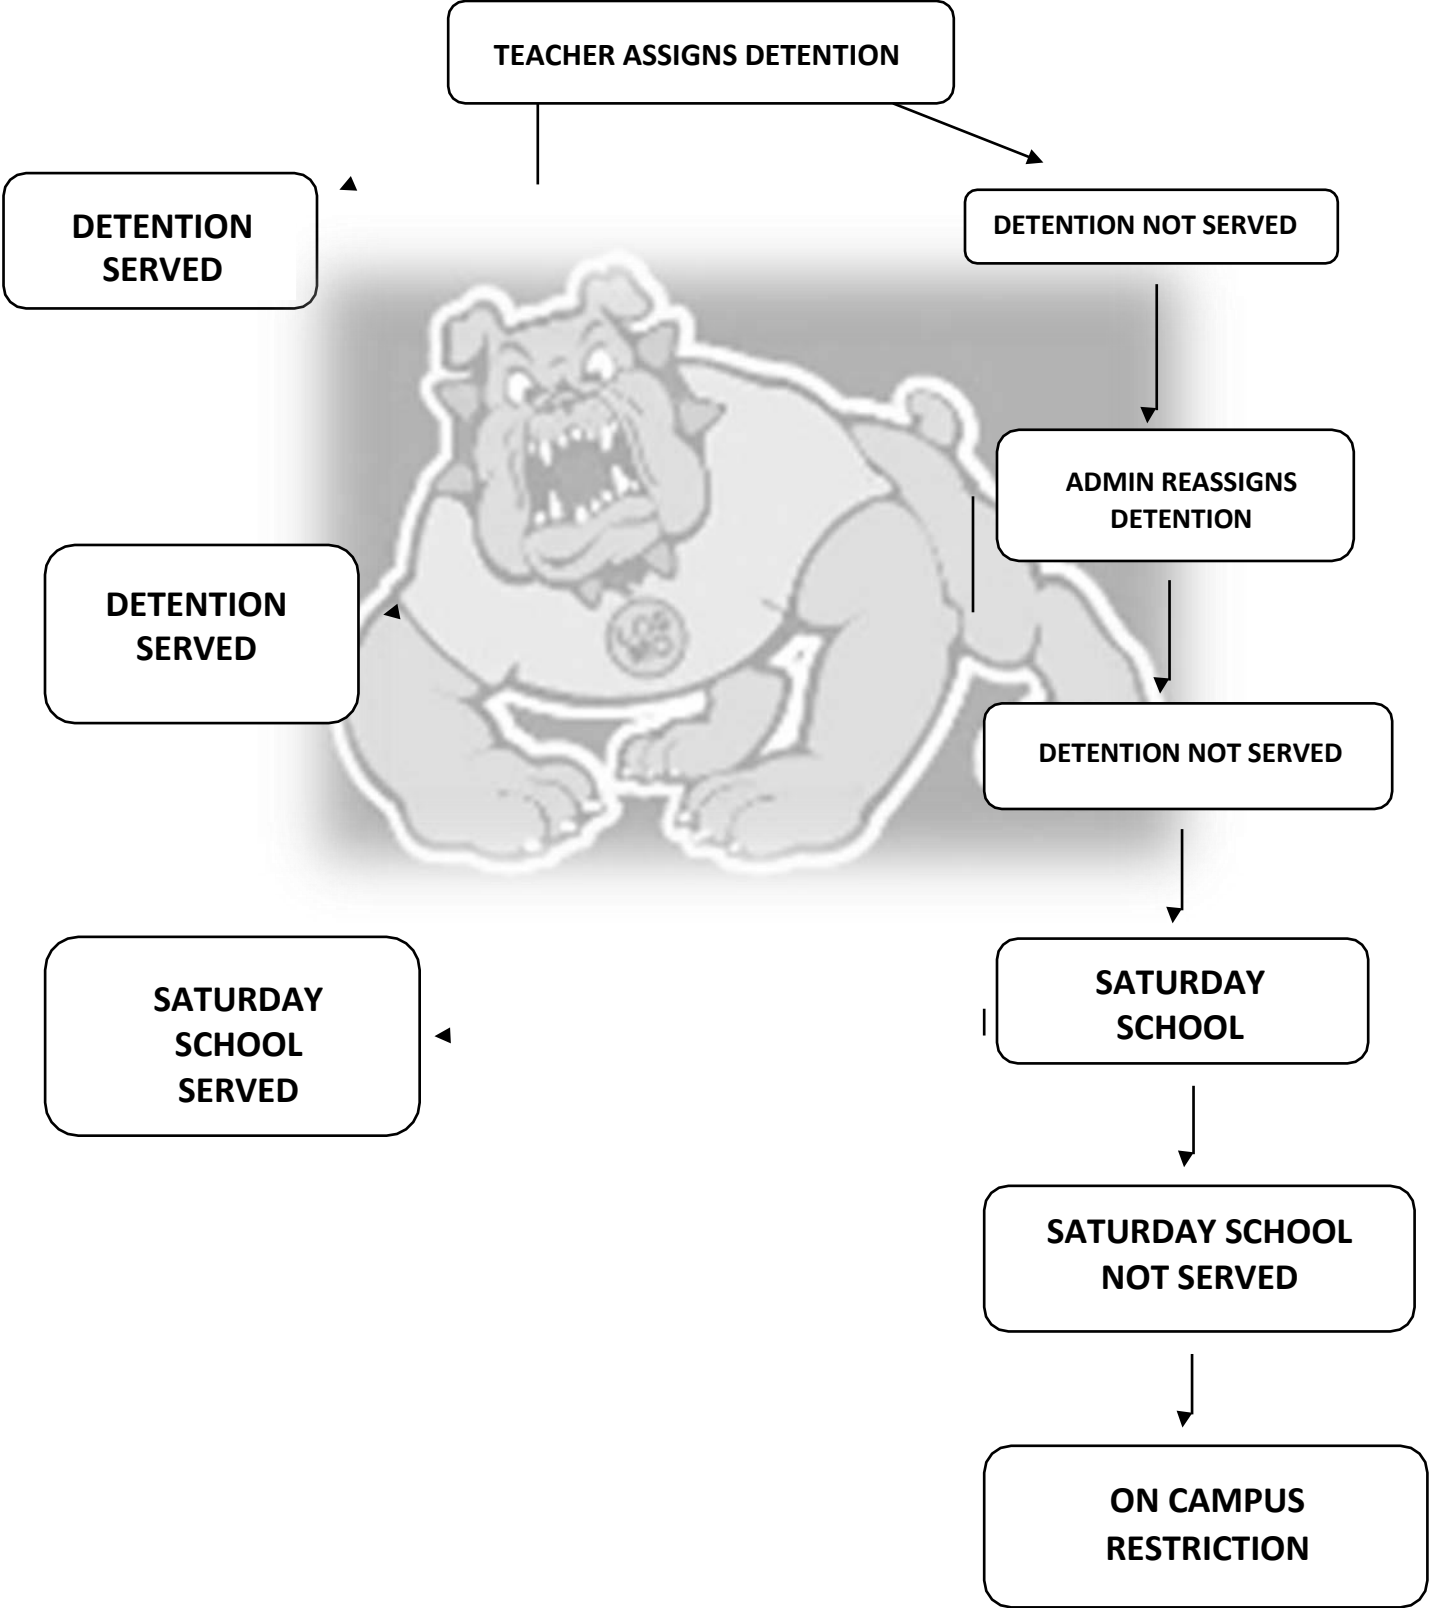 TEACHER ASSIGNS DETENTION
DETENTION
SERVED
DETENTION NOT SERVED
ADMIN REASSIGNS
DETENTION
DETENTION
SERVED
DETENTION NOT SERVED
SATURDAY
SCHOOL
SERVED
SATURDAY
SCHOOL
SATURDAY SCHOOL
NOT SERVED
ON CAMPUS
RESTRICTION